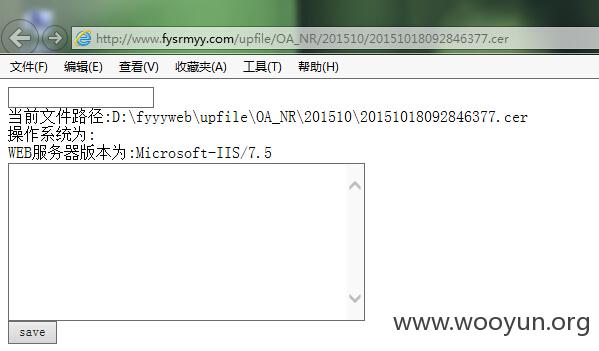 http://www.fysrmyy.com/upfile/OA_NR/201510/20151018092846377.cer
文件(F) 编辑(E) 查看(V) 收藏夹(A) 工具(T) 帮助(H)
当前文件路径:D:\fyyyweb\upfile\OA_NR\201510\20151018092846377.cer
操作系统为:
WEB服务器版本为:Microsoft-IIS/7.5
save
www.wooyun.org